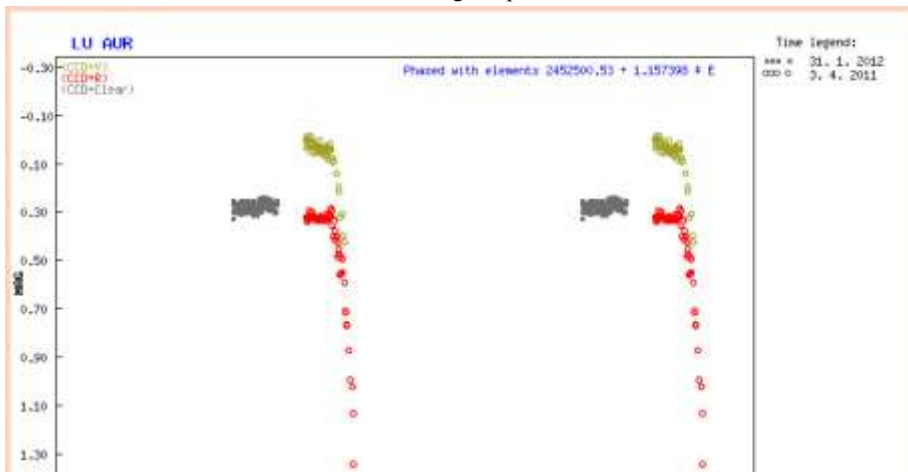 LU AUR
Time legend:
*** * 31. 1. 2012
ooo o 3. 4. 2011
(CCD+V)
(CCD+R)
(CCD+Clear)
Phased with elements 2452500.53 + 1.157398 * E
-0.30
-0.10
0.10
0.30
0.50
MAG
0.70
0.90
1.10
1.30